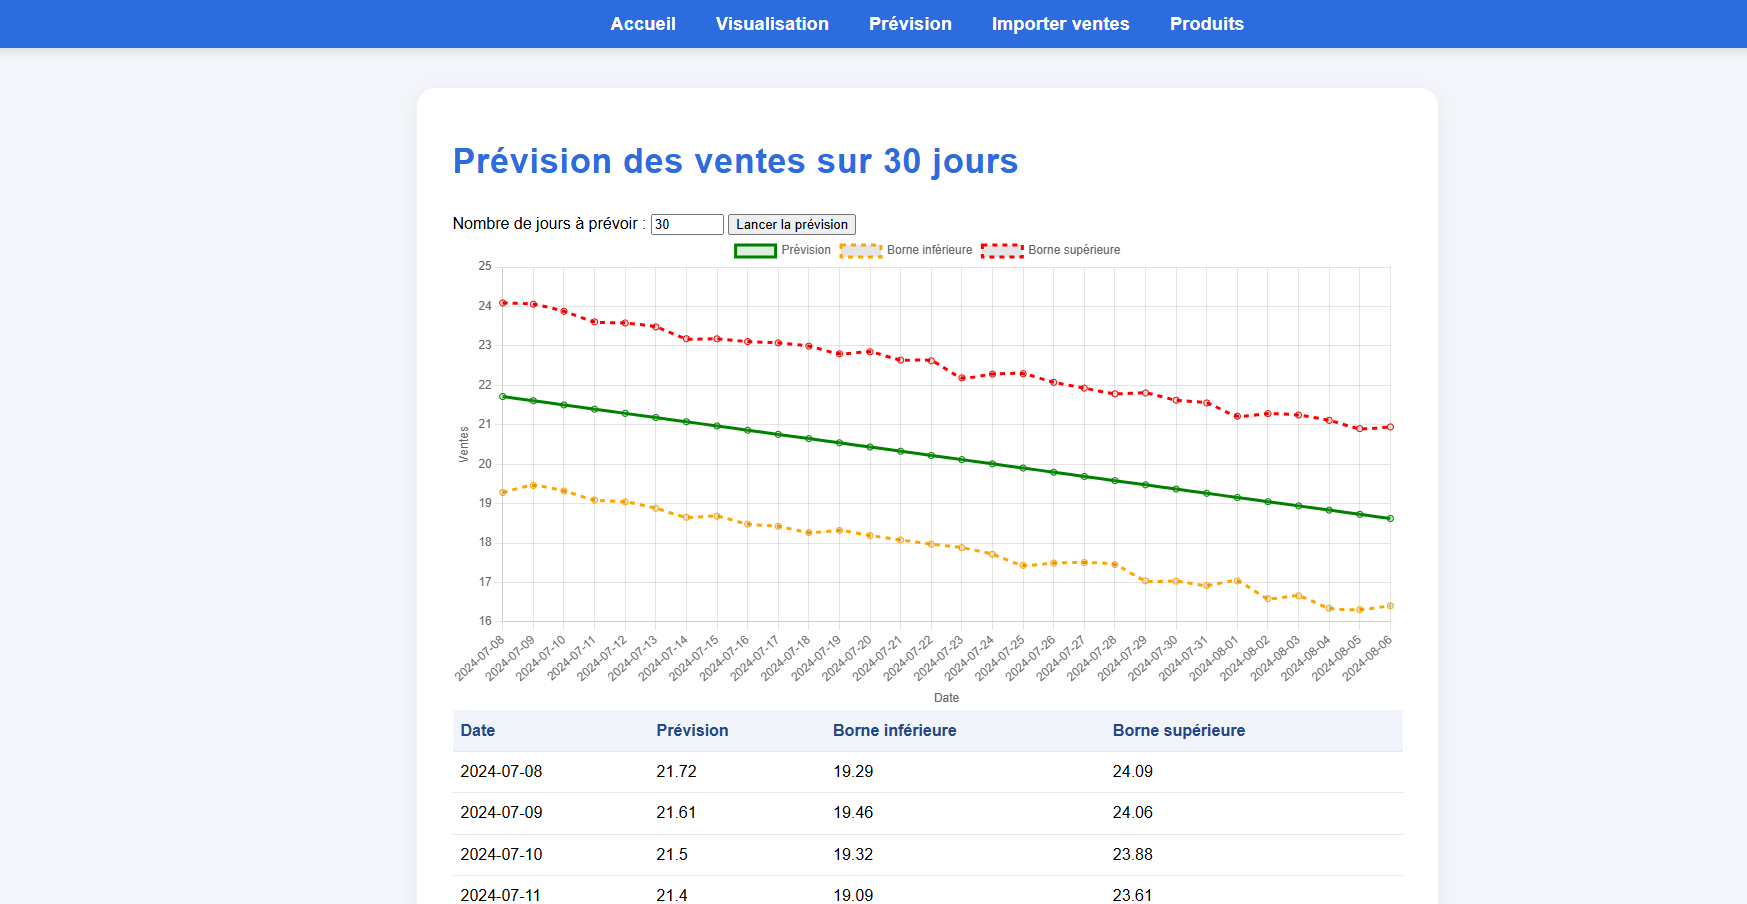 Accueil Visualisation Prévision Importer ventes Produits
Prévision des ventes sur 30 jours
Nombre de jours à prévoir : 30 Lancer la prévision
Prévision Borne inférieure Borne supérieure
25
24
23
22
21
20
19
18
17
16
Ventes
2024-07-08 2024-07-09 2024-07-10 2024-07-11 2024-07-12 2024-07-13 2024-07-14 2024-07-15 2024-07-16 2024-07-17 2024-07-18 2024-07-19 2024-07-20 2024-07-21 2024-07-22 2024-07-23 2024-07-24 2024-07-25 2024-07-26 2024-07-27 2024-07-28 2024-07-29 2024-07-30 2024-07-31 2024-08-01 2024-08-02 2024-08-03 2024-08-04 2024-08-05 2024-08-06
Date
Date Prévision Borne inférieure Borne supérieure
2024-07-08 21.72 19.29 24.09
2024-07-09 21.61 19.46 24.06
2024-07-10 21.5 19.32 23.88
2024-07-11 21.4 19.09 23.61